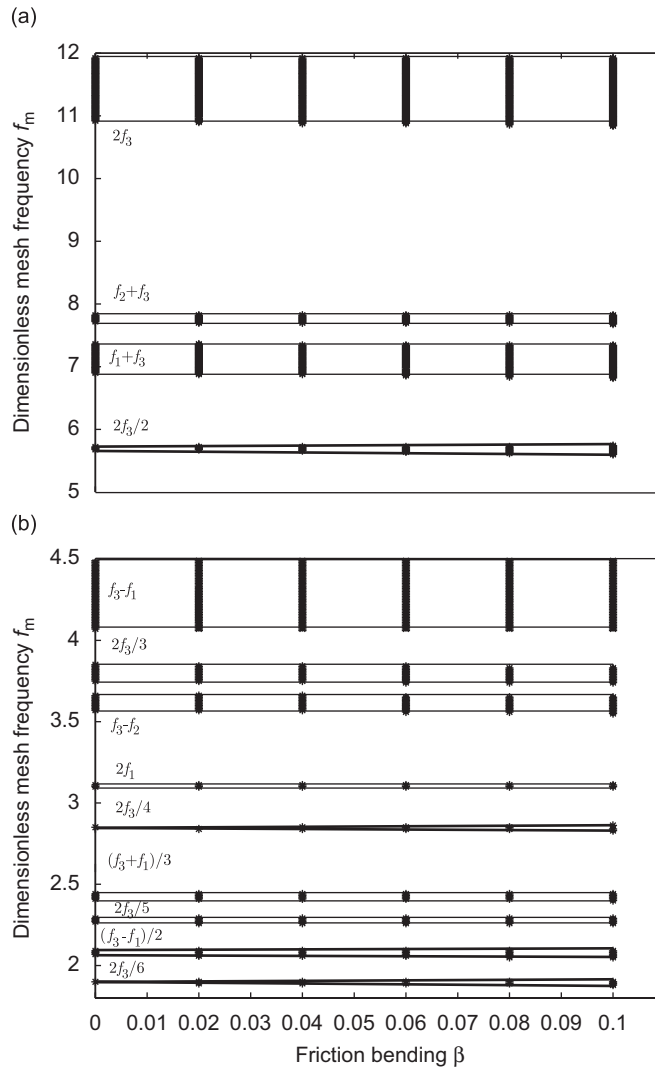 (a)
12
11
10
9
8
7
6
5
Dimensionless mesh frequency fm
2f3
f2+f3
f1+f3
2f3/2
(b)
4.5
4
3.5
3
2.5
2
Dimensionless mesh frequency fm
f3-f1
2f3/3
f3-f2
2f1
2f3/4
(f3+f1)/3
2f3/5
(f3-f1)/2
2f3/6
0 0.01 0.02 0.03 0.04 0.05 0.06 0.07 0.08 0.09 0.1
Friction bending β